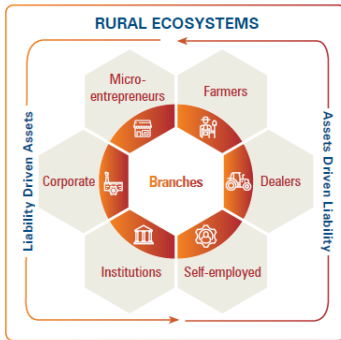 RURAL ECOSYSTEMS
Micro-
entrepreneurs
Farmers
Liability Driven Assets
Corporate
Branches
Dealers
Assets Driven Liability
Institutions
Self-employed